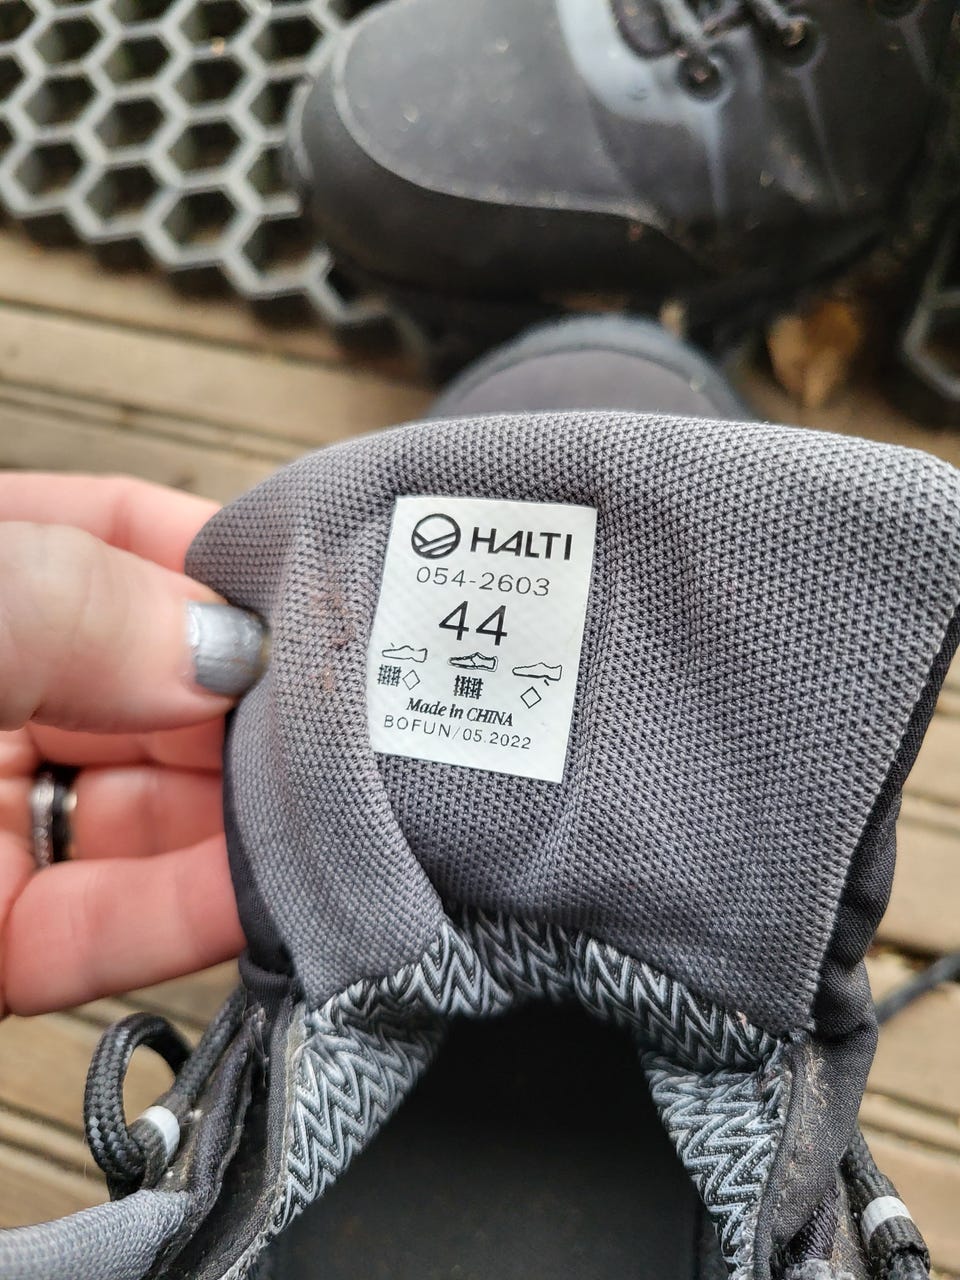 HALTI
054-2603
44
Made in CHINA
BOFUN/05.2022